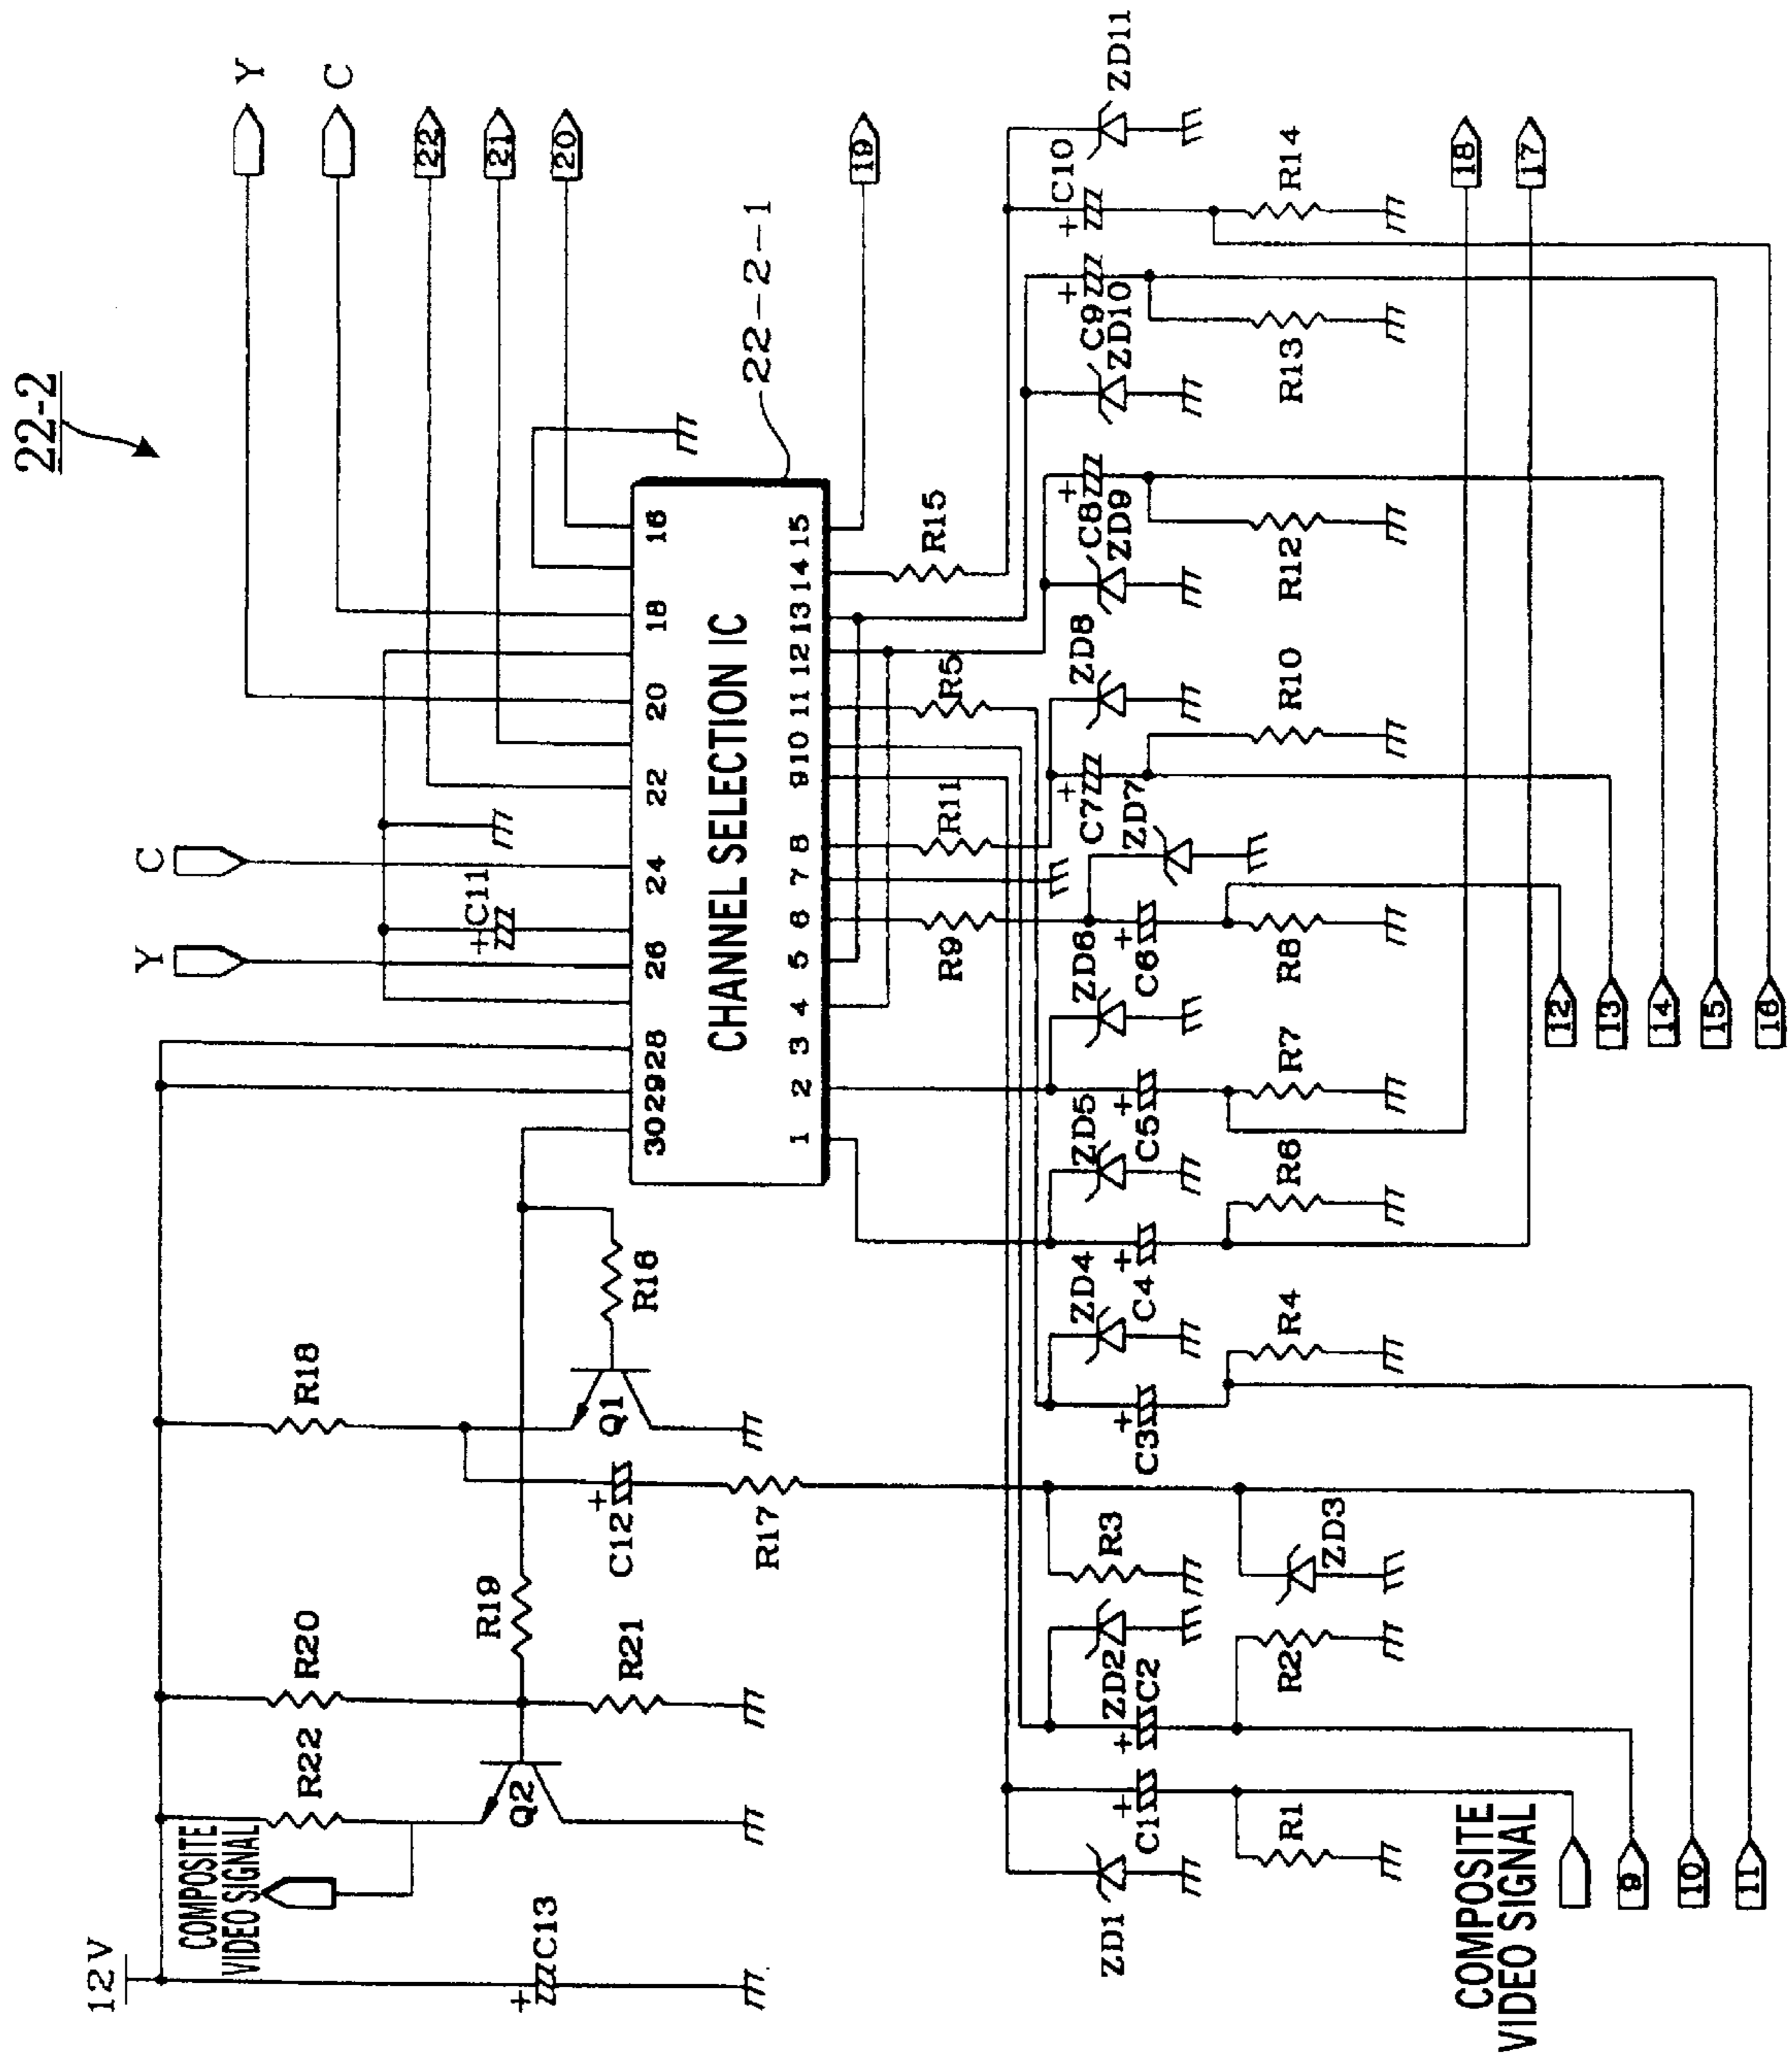 22-2
Y
C
22
21
20
19
Y
C
12V
COMPOSITE
VIDEO SIGNAL
R22
R20
R18
C13
Q2
R21
R19
C12
R17
Q1
R16
C11
30 29 28 26 24 22 20 18 16
CHANNEL SELECTION IC
22-2-1
1 2 3 4 5 6 7 8 9 10 11 12 13 14 15
R9
R11
R5
R15
ZD1
C1
ZD2
C2
R3
C3
ZD4
C4
ZD5
C5
ZD6
C6
ZD7
C7
ZD8
C8
ZD9
C9
ZD10
C10
ZD11
R1
R2
ZD3
R4
R6
R7
R8
R10
R12
R13
R14
18
17
COMPOSITE
VIDEO SIGNAL
9
10
11
12
13
14
15
16